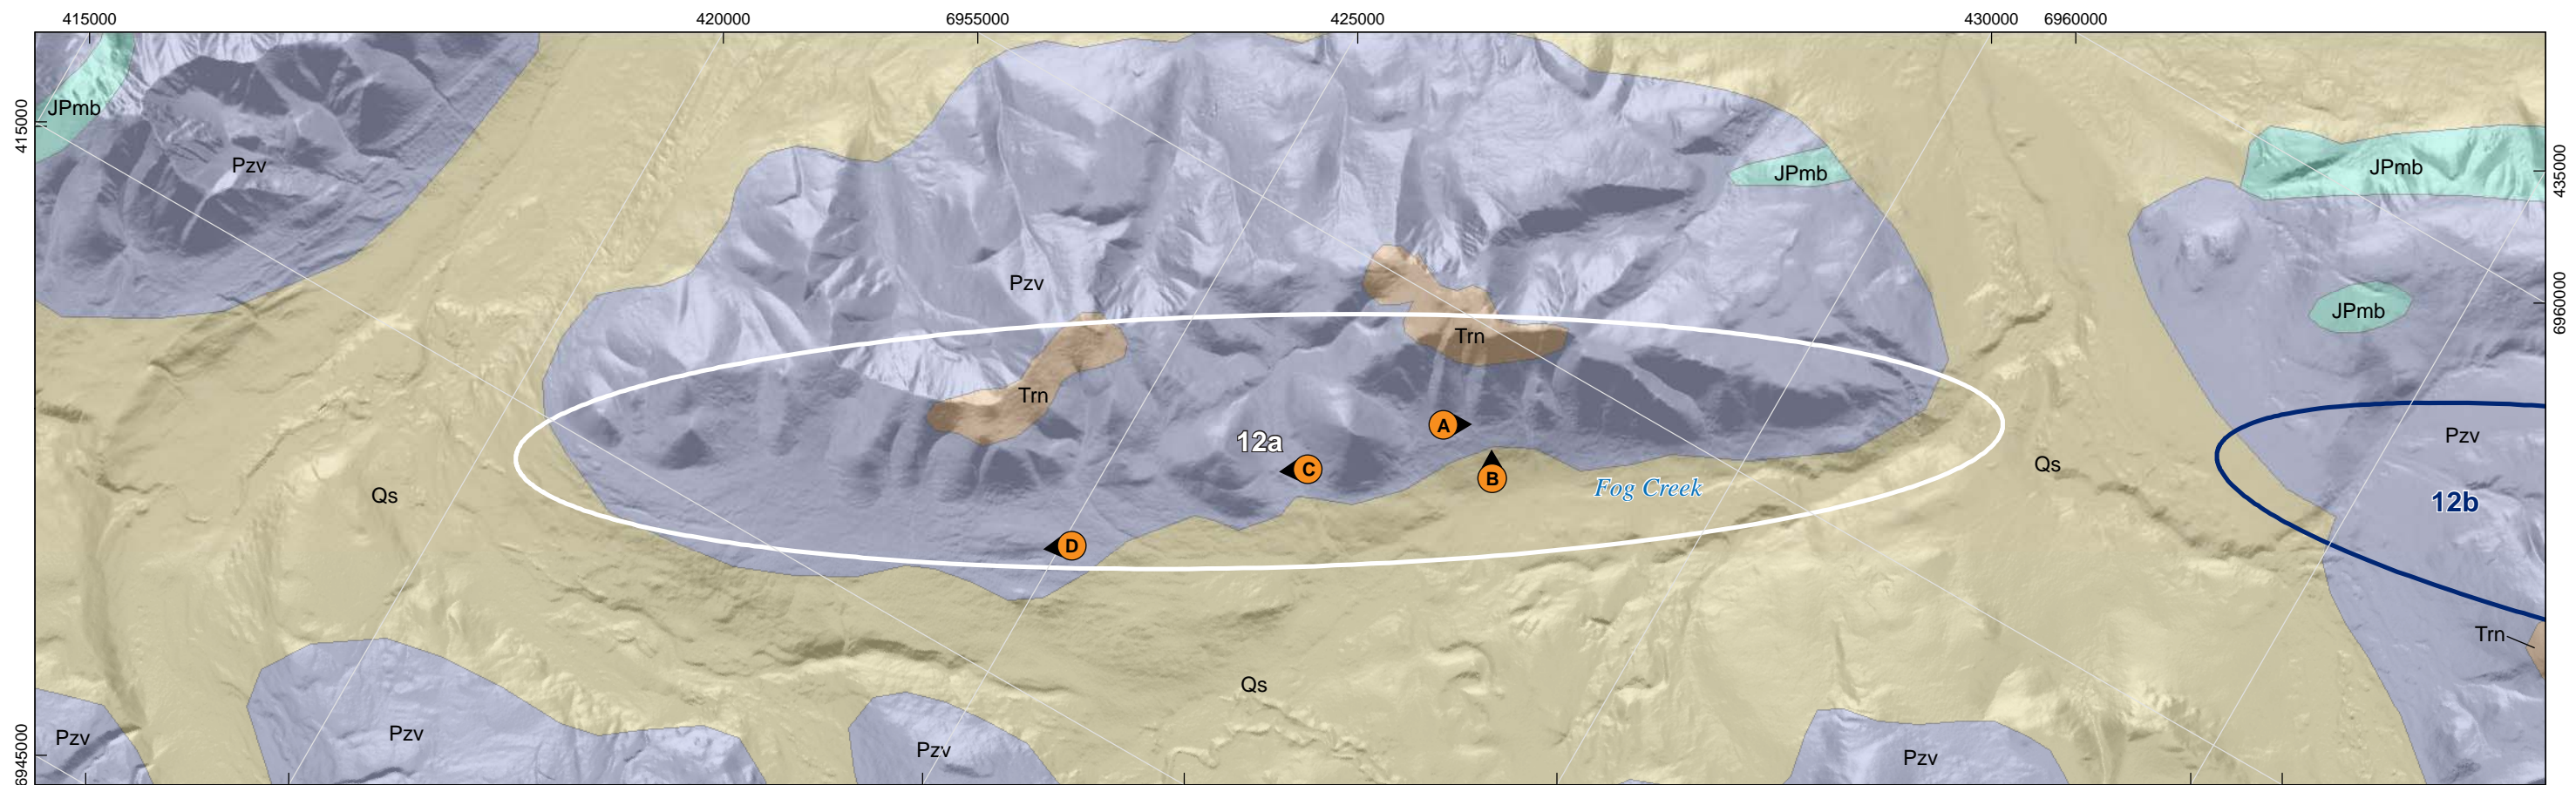 415000 420000 6955000 425000 430000 6960000
415000
JPmb
Pzv
JPmb
JPmb
435000
Pzv
JPmb
6960000
Trn
Trn
A
12a
C
B
Fog Creek
Pzv
Qs
Qs
12b
D
Trn
Qs
6945000
Pzv
Pzv
Pzv
Pzv